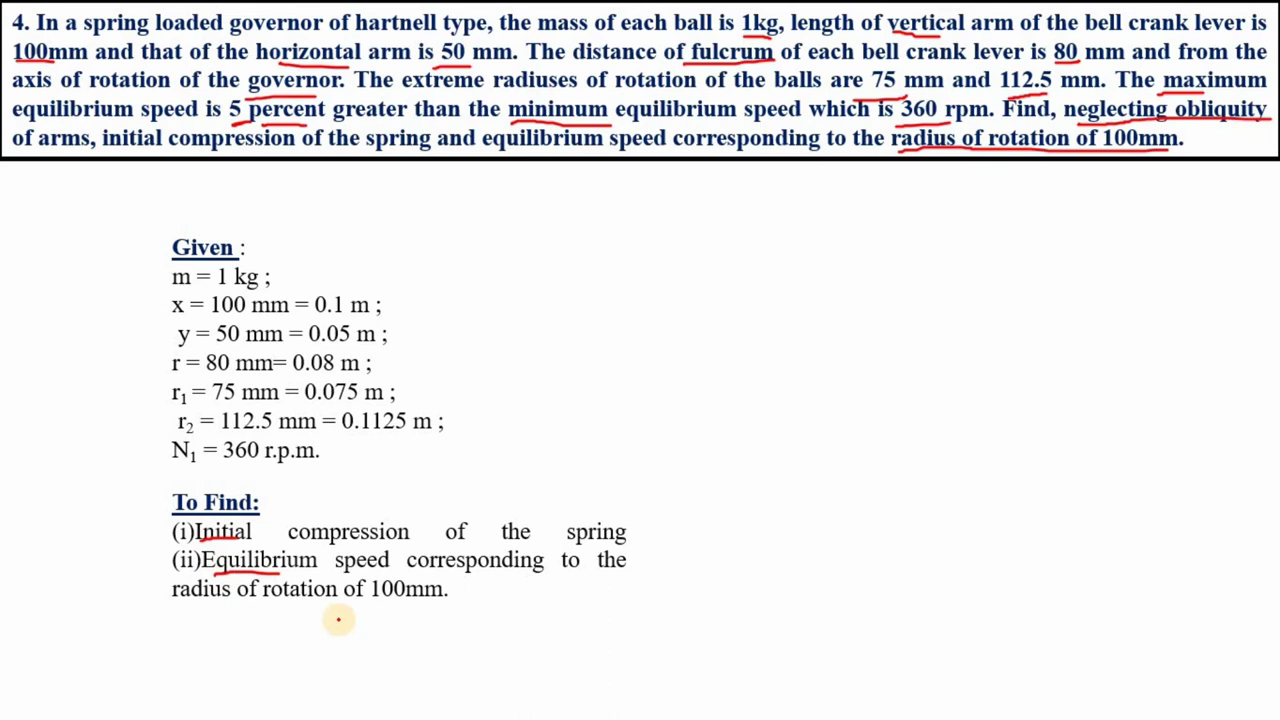 4. In a spring loaded governor of hartnell type, the mass of each ball is 1kg, length of vertical arm of the bell crank lever is
100mm and that of the horizontal arm is 50 mm. The distance of fulcrum of each bell crank lever is 80 mm and from the
axis of rotation of the governor. The extreme radiuses of rotation of the balls are 75 mm and 112.5 mm. The maximum
equilibrium speed is 5 percent greater than the minimum equilibrium speed which is 360 rpm. Find, neglecting obliquity
of arms, initial compression of the spring and equilibrium speed corresponding to the radius of rotation of 100mm.
Given :
m = 1 kg ;
x = 100 mm = 0.1 m ;
y = 50 mm = 0.05 m ;
r = 80 mm= 0.08 m ;
r₁ = 75 mm = 0.075 m ;
r₂ = 112.5 mm = 0.1125 m ;
N₁ = 360 r.p.m.
To Find:
(i)Initial compression of the spring
(ii)Equilibrium speed corresponding to the
radius of rotation of 100mm.